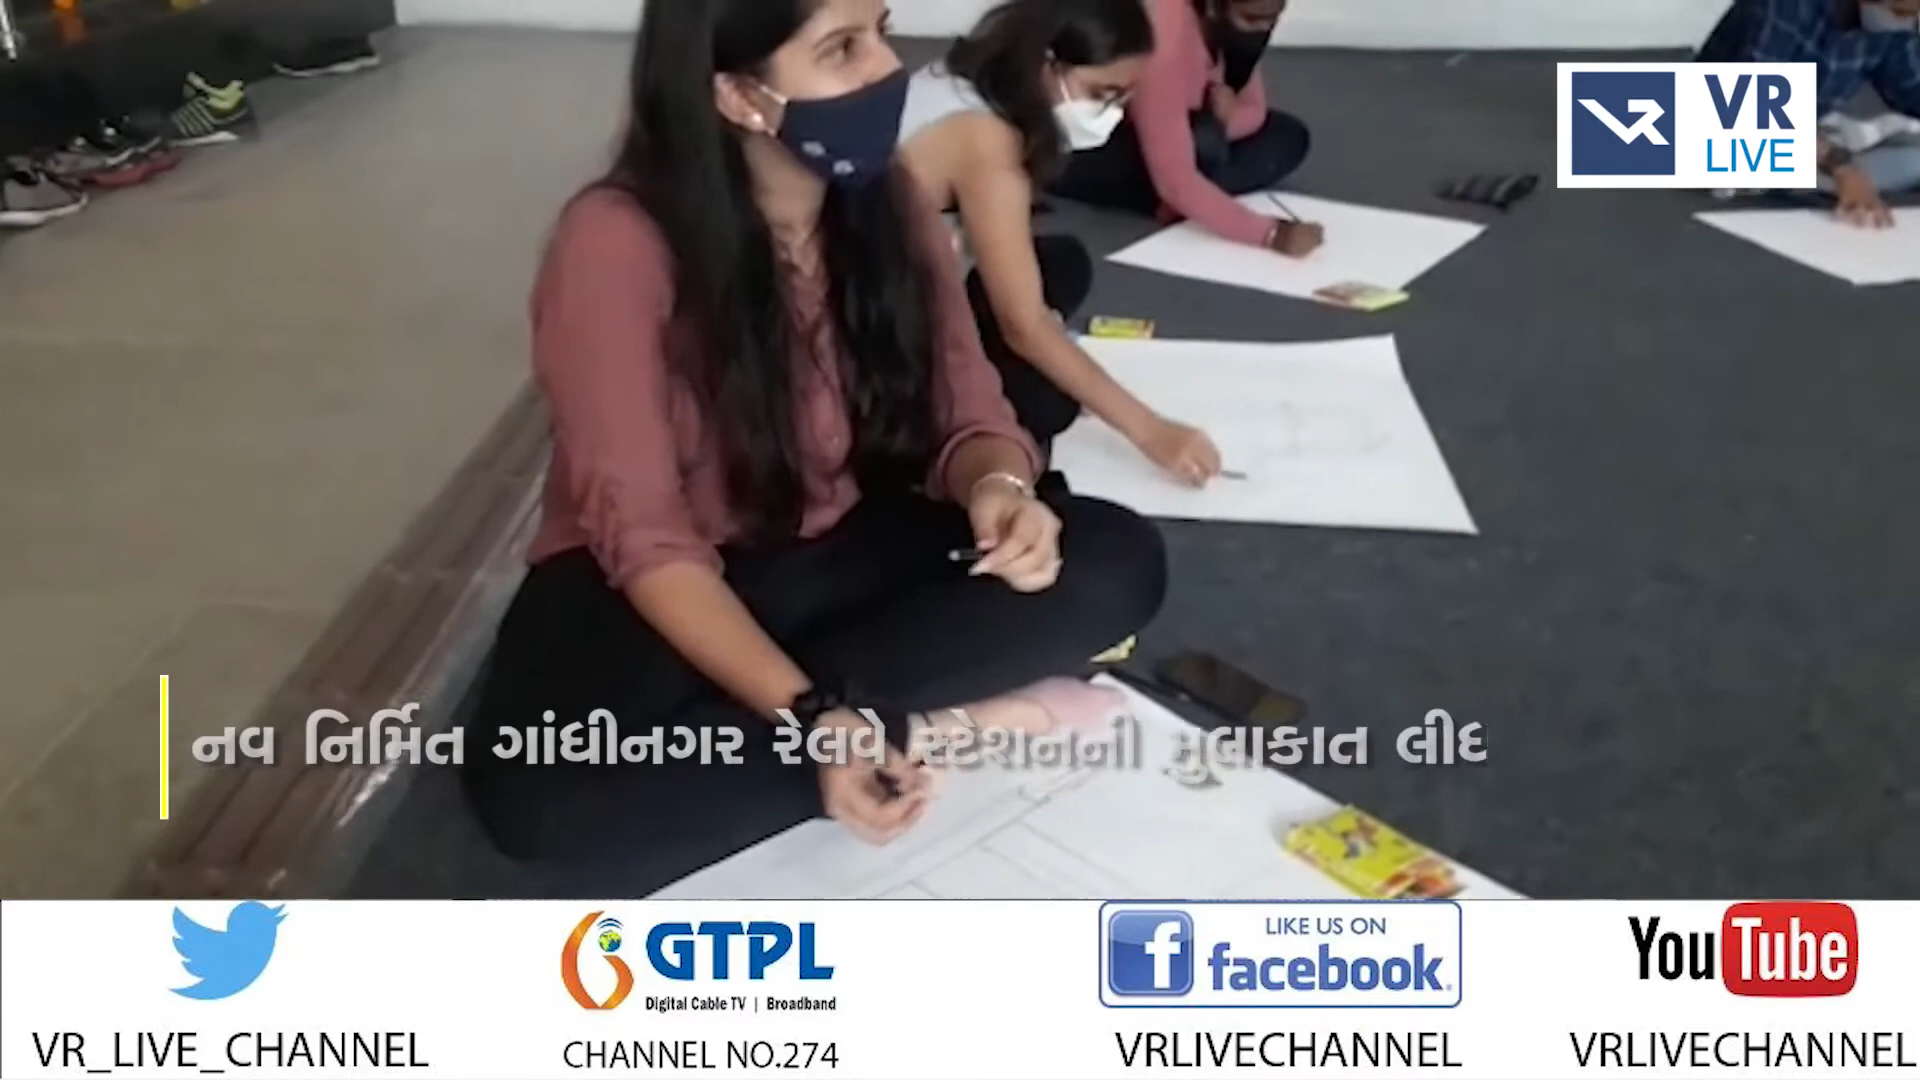 VR
LIVE
નવ નિર્મિત ગાંધીનગર રેલવે સ્ટેશનની મુલાકાત લીધ
GTPL
Digital Cable TV | Broadband
LIKE US ON
facebook
YouTube
VR_LIVE_CHANNEL
CHANNEL NO.274
VRLIVECHANNEL
VRLIVECHANNEL